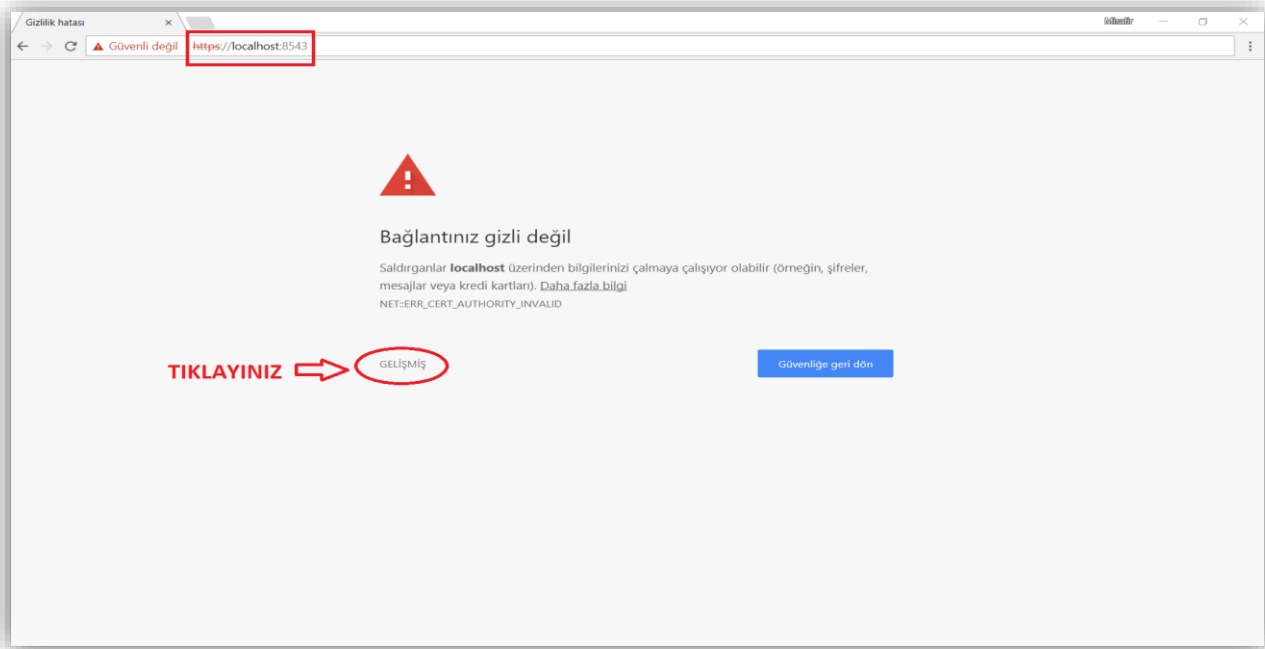 Gizlilik hatası
Misafir
Güvenli değil https://localhost:8543
Bağlantınız gizli değil
Saldırganlar localhost üzerinden bilgilerinizi çalmaya çalışıyor olabilir (örneğin, şifreler,
mesajlar veya kredi kartları). Daha fazla bilgi
NET::ERR_CERT_AUTHORITY_INVALID
TIKLAYINIZ GELİŞMİŞ Güvenliğe geri dön